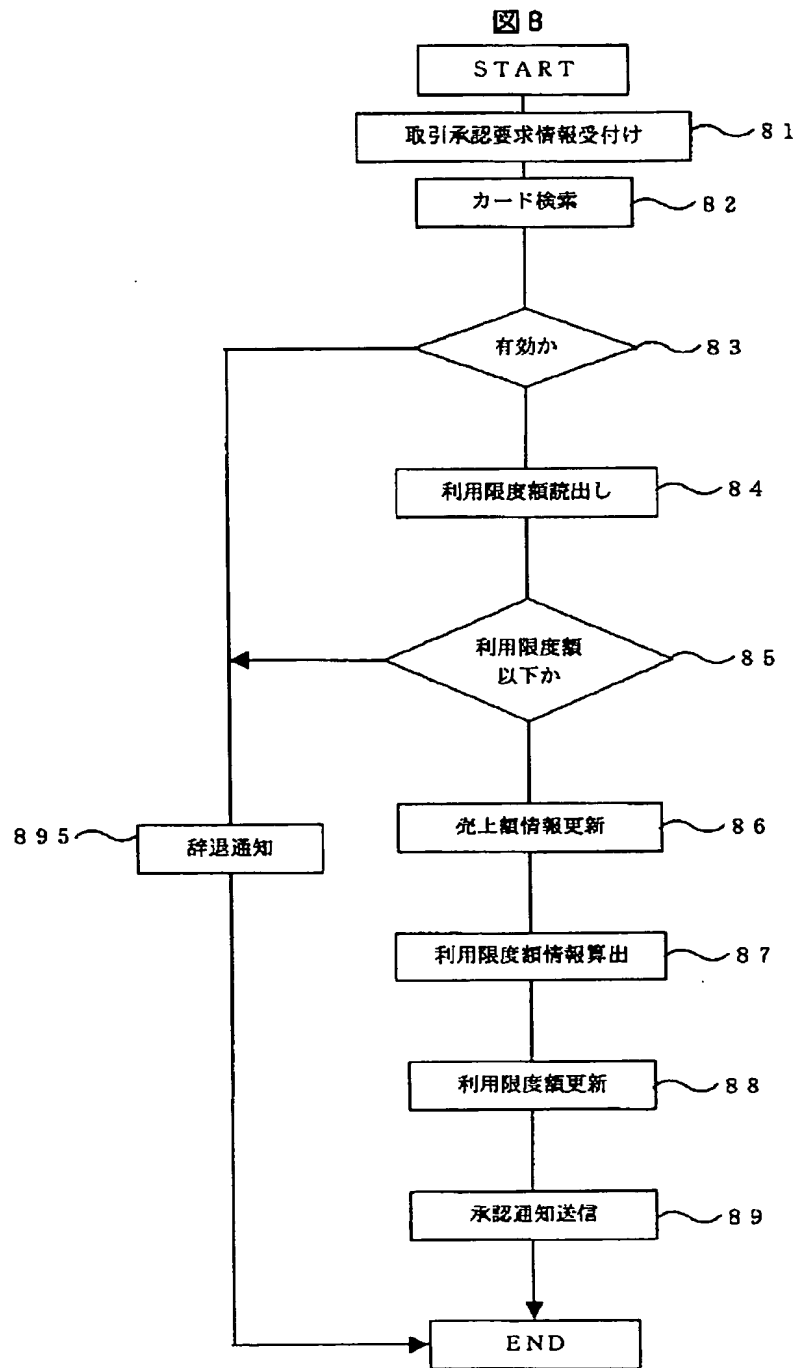 図8
START
取引承認要求情報受付け
81
カード検索
82
有効か
83
利用限度額読出し
84
利用限度額
以下か
85
売上額情報更新
86
895
辞退通知
利用限度額情報算出
87
利用限度額更新
88
承認通知送信
89
END